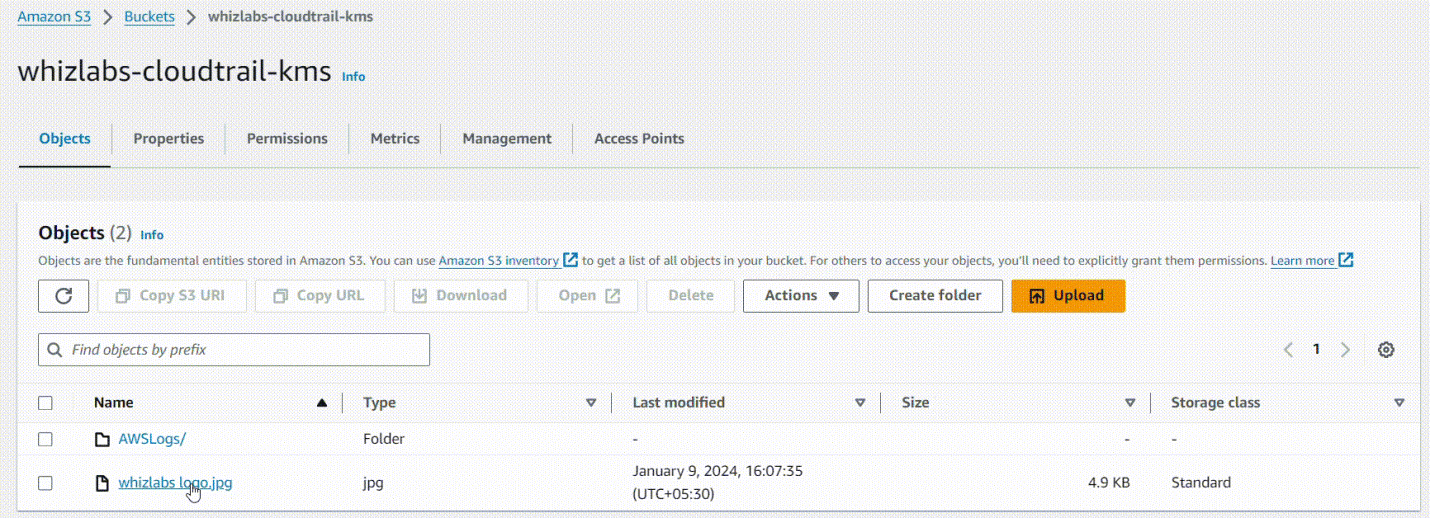 Amazon S3 > Buckets > whizlabs-cloudtrail-kms
whizlabs-cloudtrail-kms Info
Objects Properties Permissions Metrics Management Access Points
Objects (2) Info
Objects are the fundamental entities stored in Amazon S3. You can use Amazon S3 inventory to get a list of all objects in your bucket. For others to access your objects, you'll need to explicitly grant them permissions. Learn more
Copy S3 URI Copy URL Download Open Delete Actions Create folder Upload
Find objects by prefix 1
Name Type Last modified Size Storage class
AWSLogs/ Folder - - -
whizlabs logo.jpg jpg January 9, 2024, 16:07:35 4.9 KB Standard
(UTC+05:30)